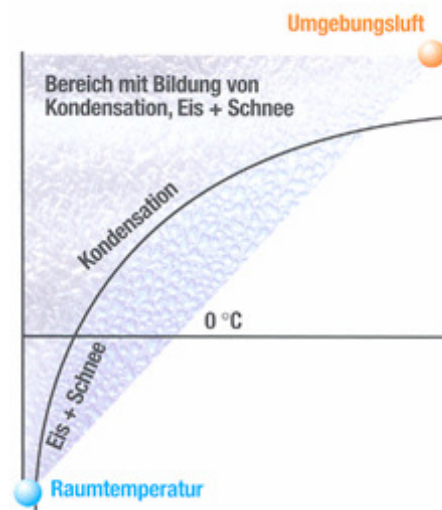 Umgebungsluft
Bereich mit Bildung von
Kondensation, Eis + Schnee
Kondensation
0 °C
Eis + Schnee
Raumtemperatur